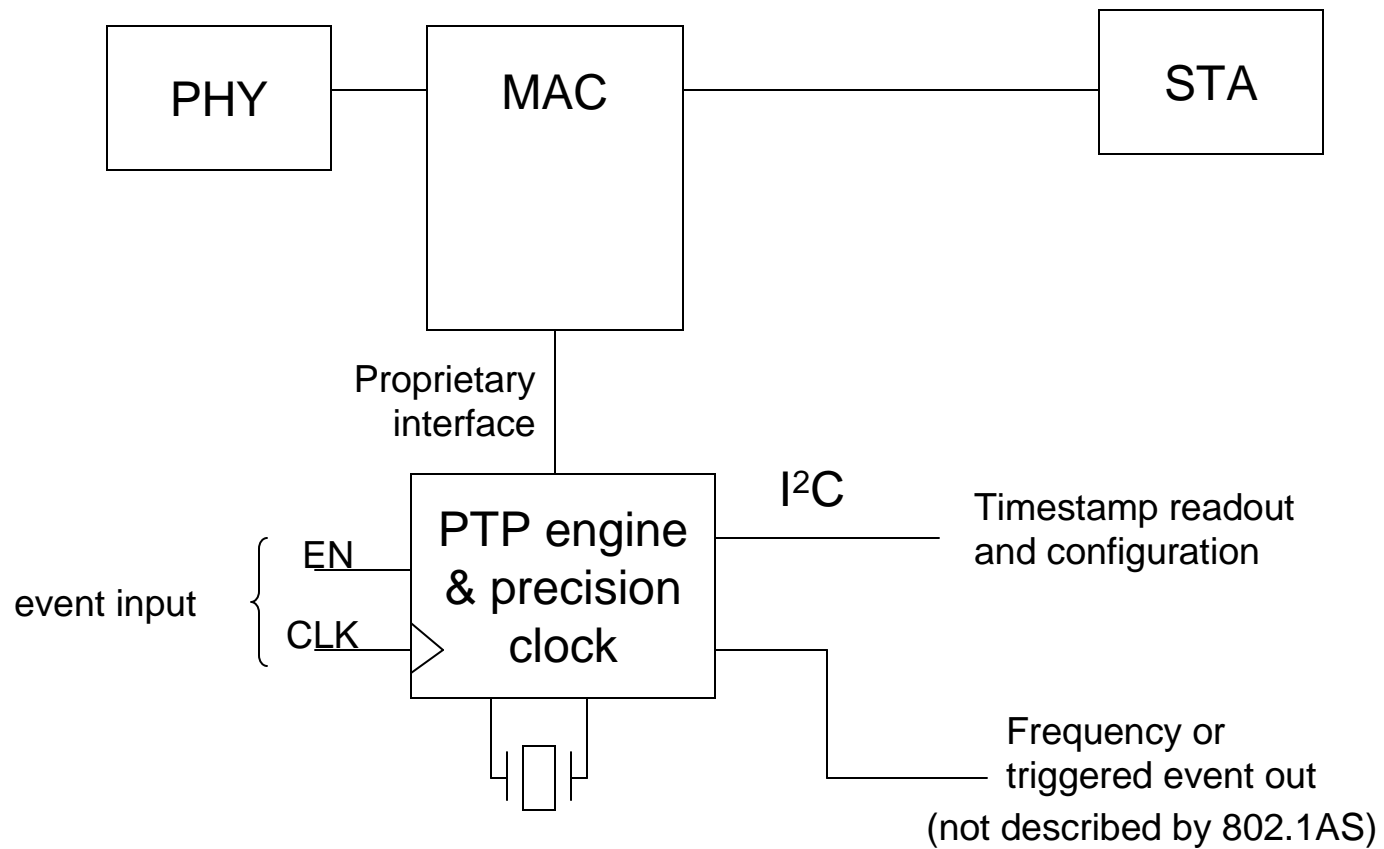 PHY
MAC
STA
Proprietary
interface
I²C
Timestamp readout
and configuration
PTP engine
& precision
clock
EN
event input
CLK
Frequency or
triggered event out
(not described by 802.1AS)